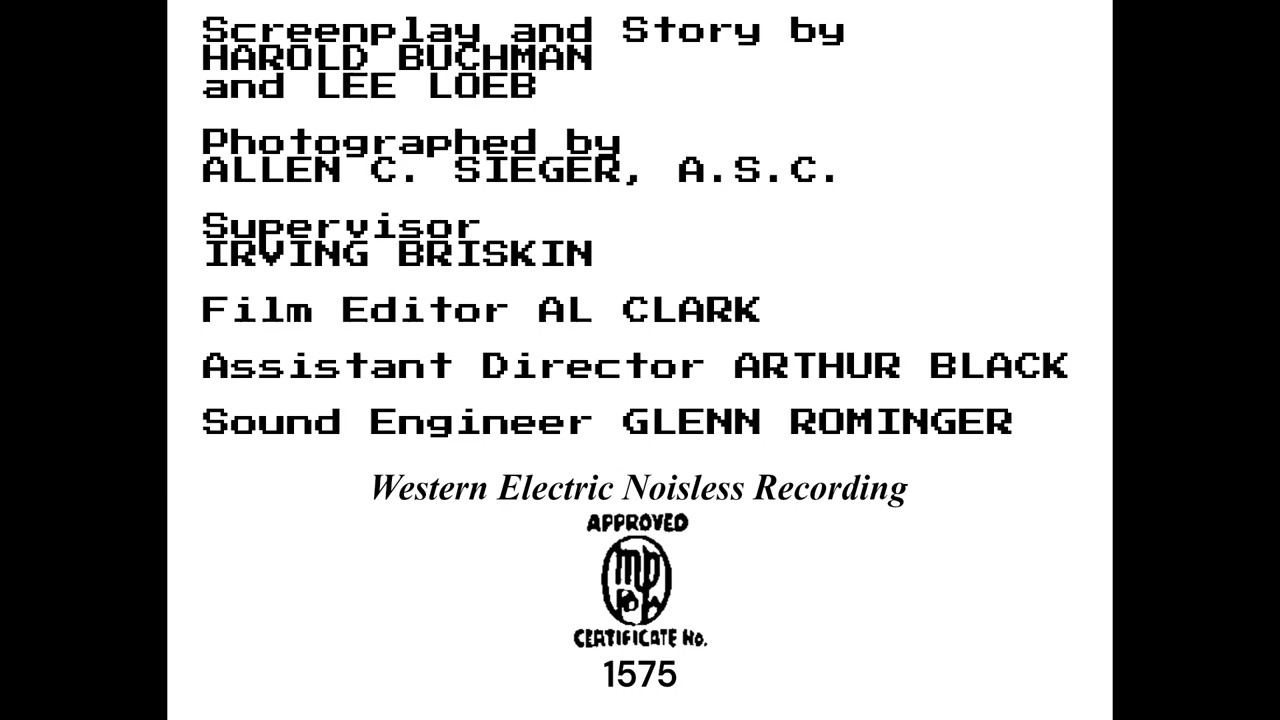 Screenplay and Story by
HAROLD BUCHMAN
and LEE LOEB
Photographed by
ALLEN C. SIEGER, A.S.C.
Supervisor
IRVING BRISKIN
Film Editor AL CLARK
Assistant Director ARTHUR BLACK
Sound Engineer GLENN ROMINGER
Western Electric Noisless Recording
APPROVED
CERTIFICATE No.
1575